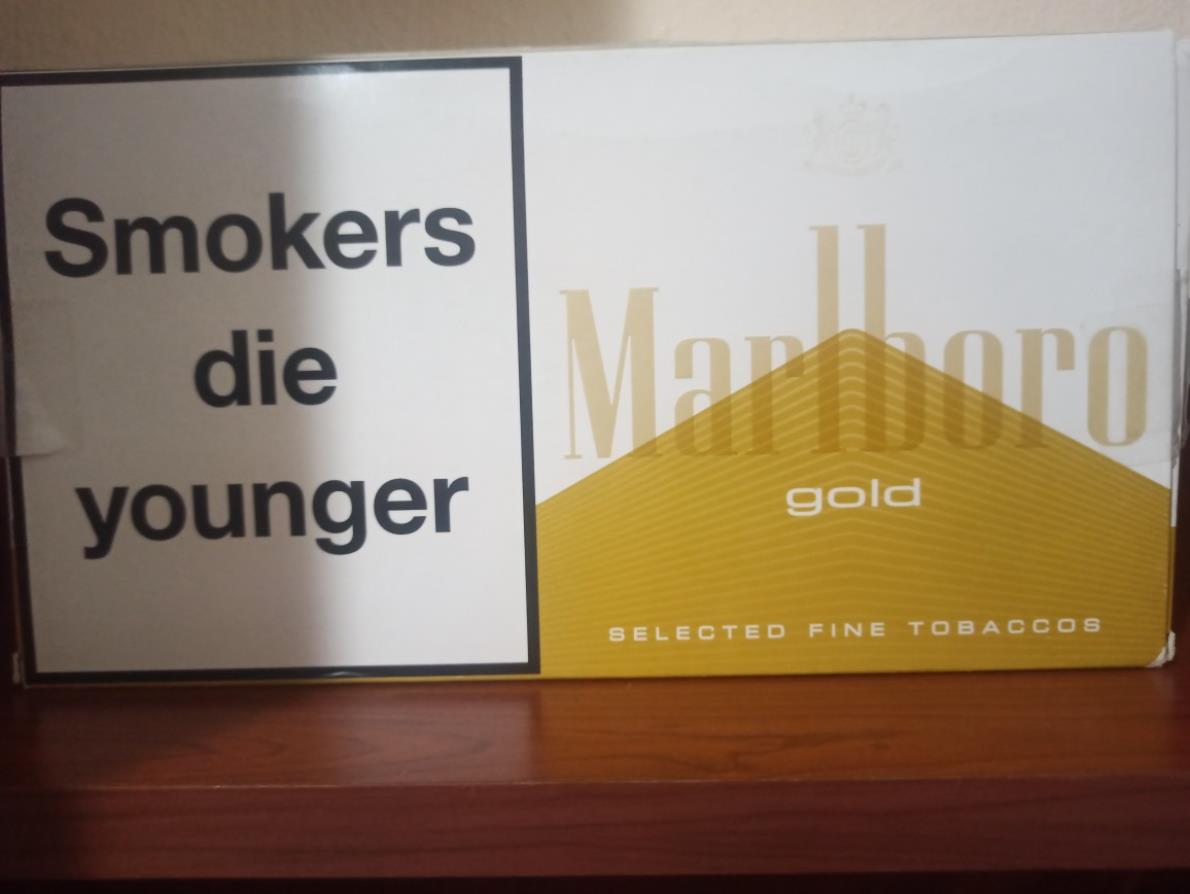 Smokers
die
younger
Marlboro
gold
SELECTED FINE TOBACCOS